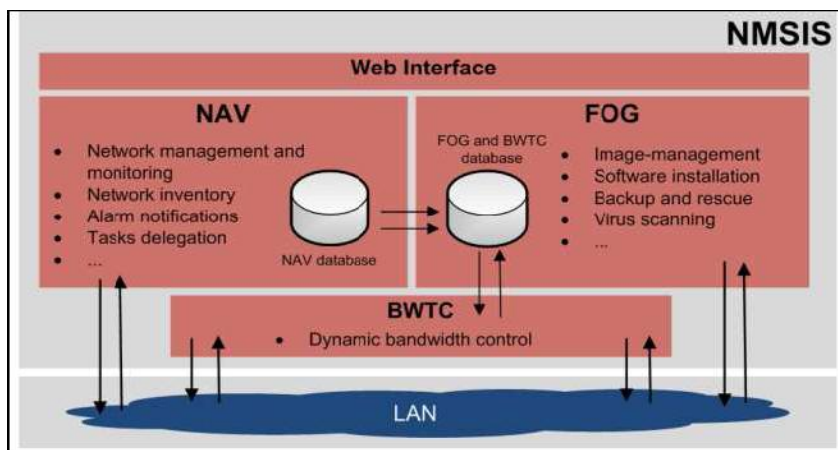 NMSIS
Web Interface
NAV
• Network management and
monitoring
• Network inventory
• Alarm notifications
• Tasks delegation
• ...
NAV database
FOG
FOG and BWTC
database
• Image-management
• Software installation
• Backup and rescue
• Virus scanning
• ...
BWTC
• Dynamic bandwidth control
LAN